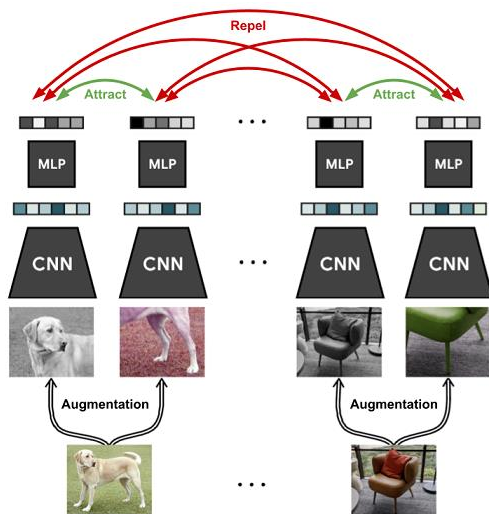 Repel
Attract
Attract
...
MLP
MLP
MLP
MLP
CNN
CNN
...
CNN
CNN
Augmentation
Augmentation
...